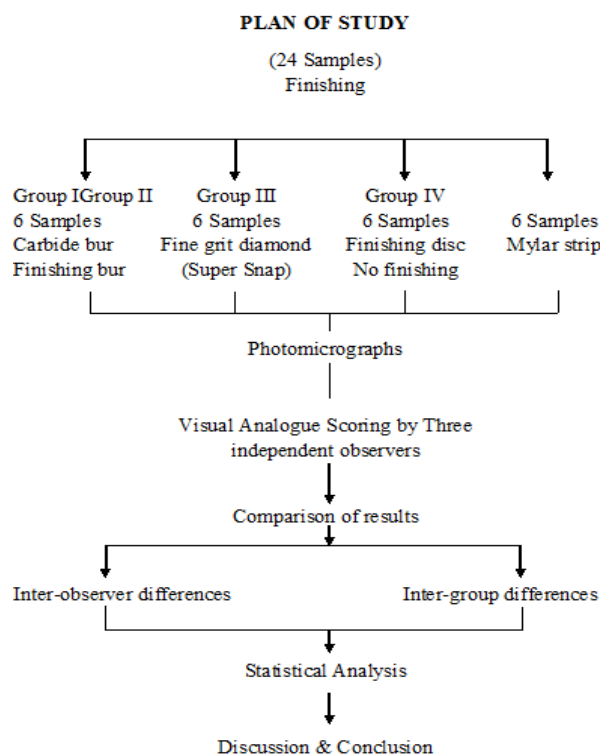 PLAN OF STUDY
(24 Samples)
Finishing
Group IGroup II Group III Group IV
6 Samples 6 Samples 6 Samples 6 Samples
Carbide bur Fine grit diamond Finishing disc Mylar strip
Finishing bur (Super Snap) No finishing
Photomicrographs
Visual Analogue Scoring by Three
independent observers
Comparison of results
Inter-observer differences Inter-group differences
Statistical Analysis
Discussion & Conclusion